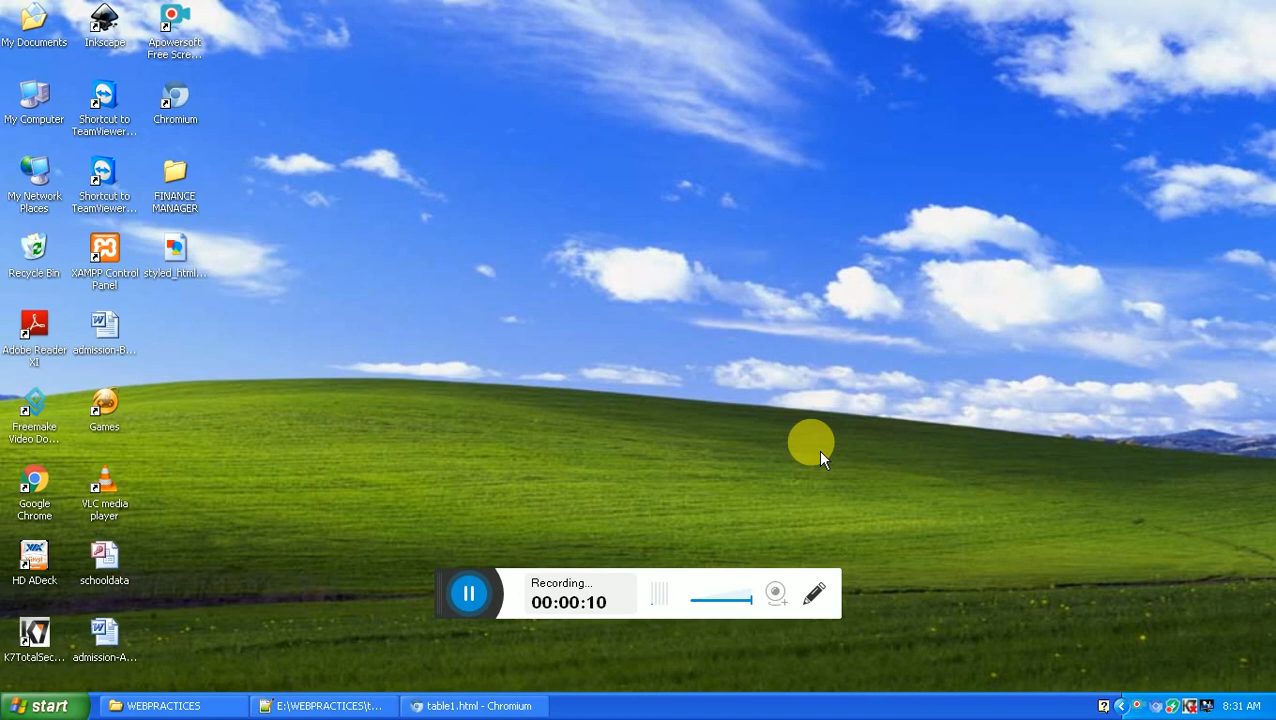 My Documents
Inkscape
Apowersoft
Free Scre...
My Computer
Shortcut to
TeamViewer...
Chromium
My Network
Places
Shortcut to
TeamViewer...
FINANCE
MANAGER
Recycle Bin
XAMPP Control
Panel
styled_html...
Adobe Reader
XI
admission-B...
Freemake
Video Do...
Games
Google
Chrome
VLC media
player
HD ADeck
schooldata
K7TotalSec...
admission-A...
Recording...
00:00:10
start
WEBPRACTICES
E:\WEBPRACTICES\t...
table1.html - Chromium
8:31 AM